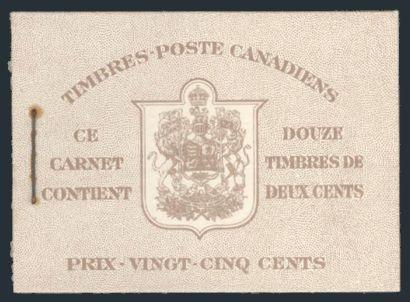 TIMBRES-POSTE CANADIENS
CE
CARNET
CONTIENT
DOUZE
TIMBRES DE
DEUX CENTS
PRIX - VINGT - CINQ CENTS